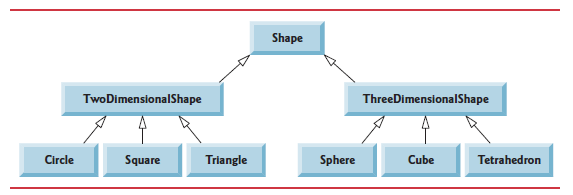 Shape
TwoDimensionalShape ThreeDimensionalShape
Circle Square Triangle Sphere Cube Tetrahedron